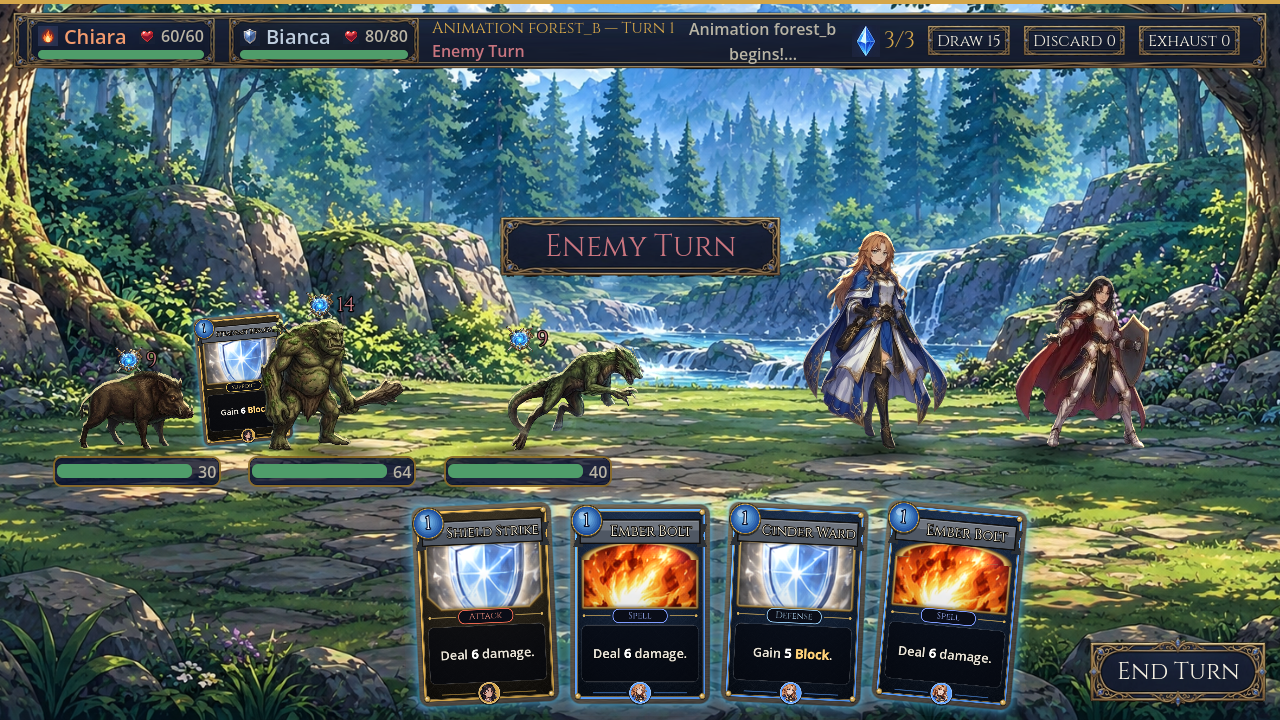 Chiara 60/60
Bianca 80/80
Animation forest_b — Turn 1
Enemy Turn
Animation forest_b
begins!...
3/3
Draw 15
Discard 0
Exhaust 0
Enemy Turn
14
9
9
1
Gain 6 Bloc
30
64
40
1
Shield Strike
Attack
Deal 6 damage.
1
Ember Bolt
Spell
Deal 6 damage.
1
Cinder Ward
Defense
Gain 5 Block.
1
Ember Bolt
Spell
Deal 6 damage.
End Turn